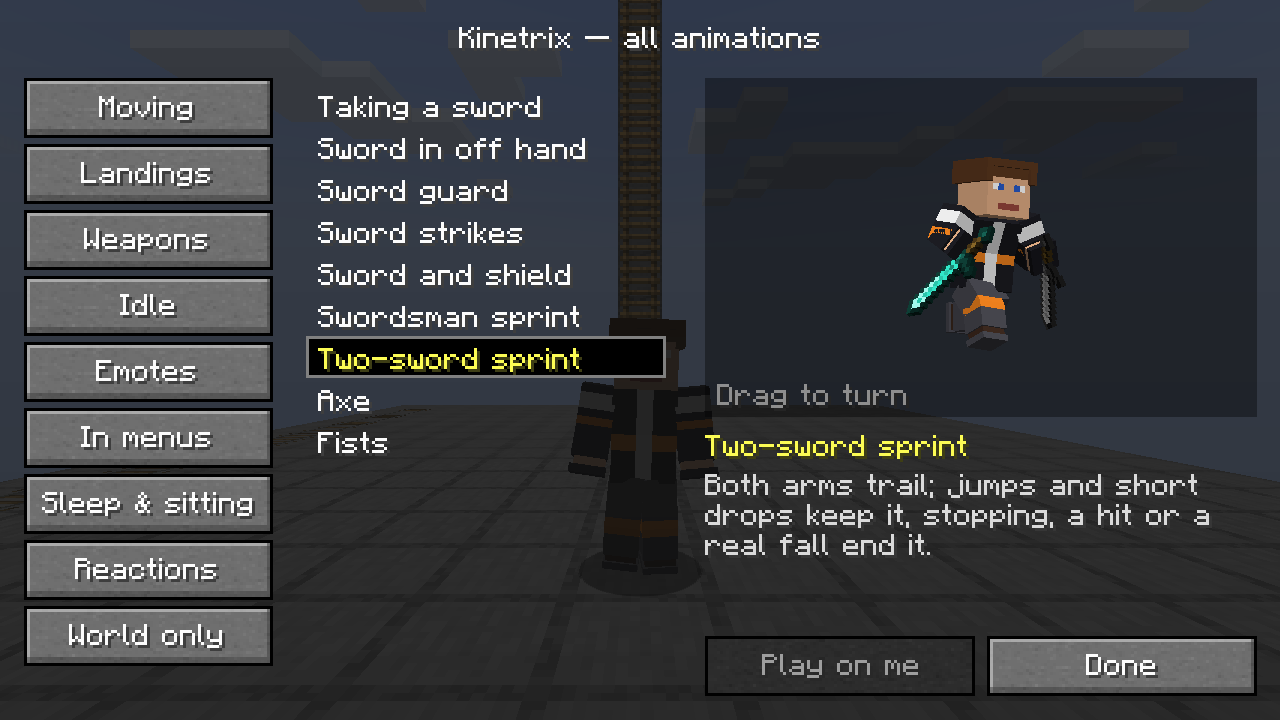 Kinetrix — all animations
Moving
Landings
Weapons
Idle
Emotes
In menus
Sleep & sitting
Reactions
World only
Taking a sword
Sword in off hand
Sword guard
Sword strikes
Sword and shield
Swordsman sprint
Two-sword sprint
Axe
Fists
Drag to turn
Two-sword sprint
Both arms trail; jumps and short
drops keep it, stopping, a hit or a
real fall end it.
Play on me
Done